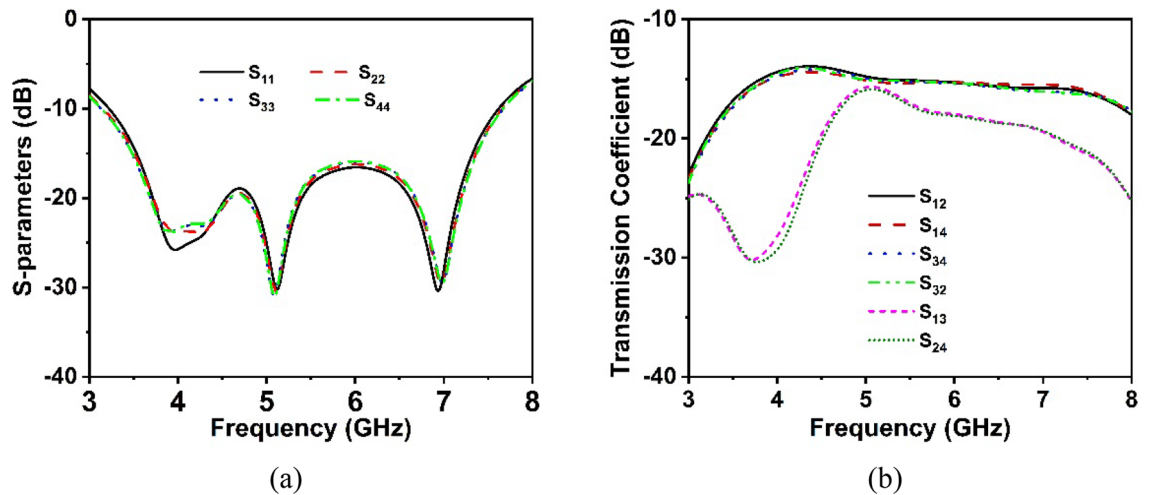 0
-10
-20
-30
-40
S-parameters (dB)
S11 S22
S33 S44
3 4 5 6 7 8
Frequency (GHz)
(a)
-10
-20
-30
-40
Transmission Coefficient (dB)
S12
S14
S34
S32
S13
S24
3 4 5 6 7 8
Frequency (GHz)
(b)